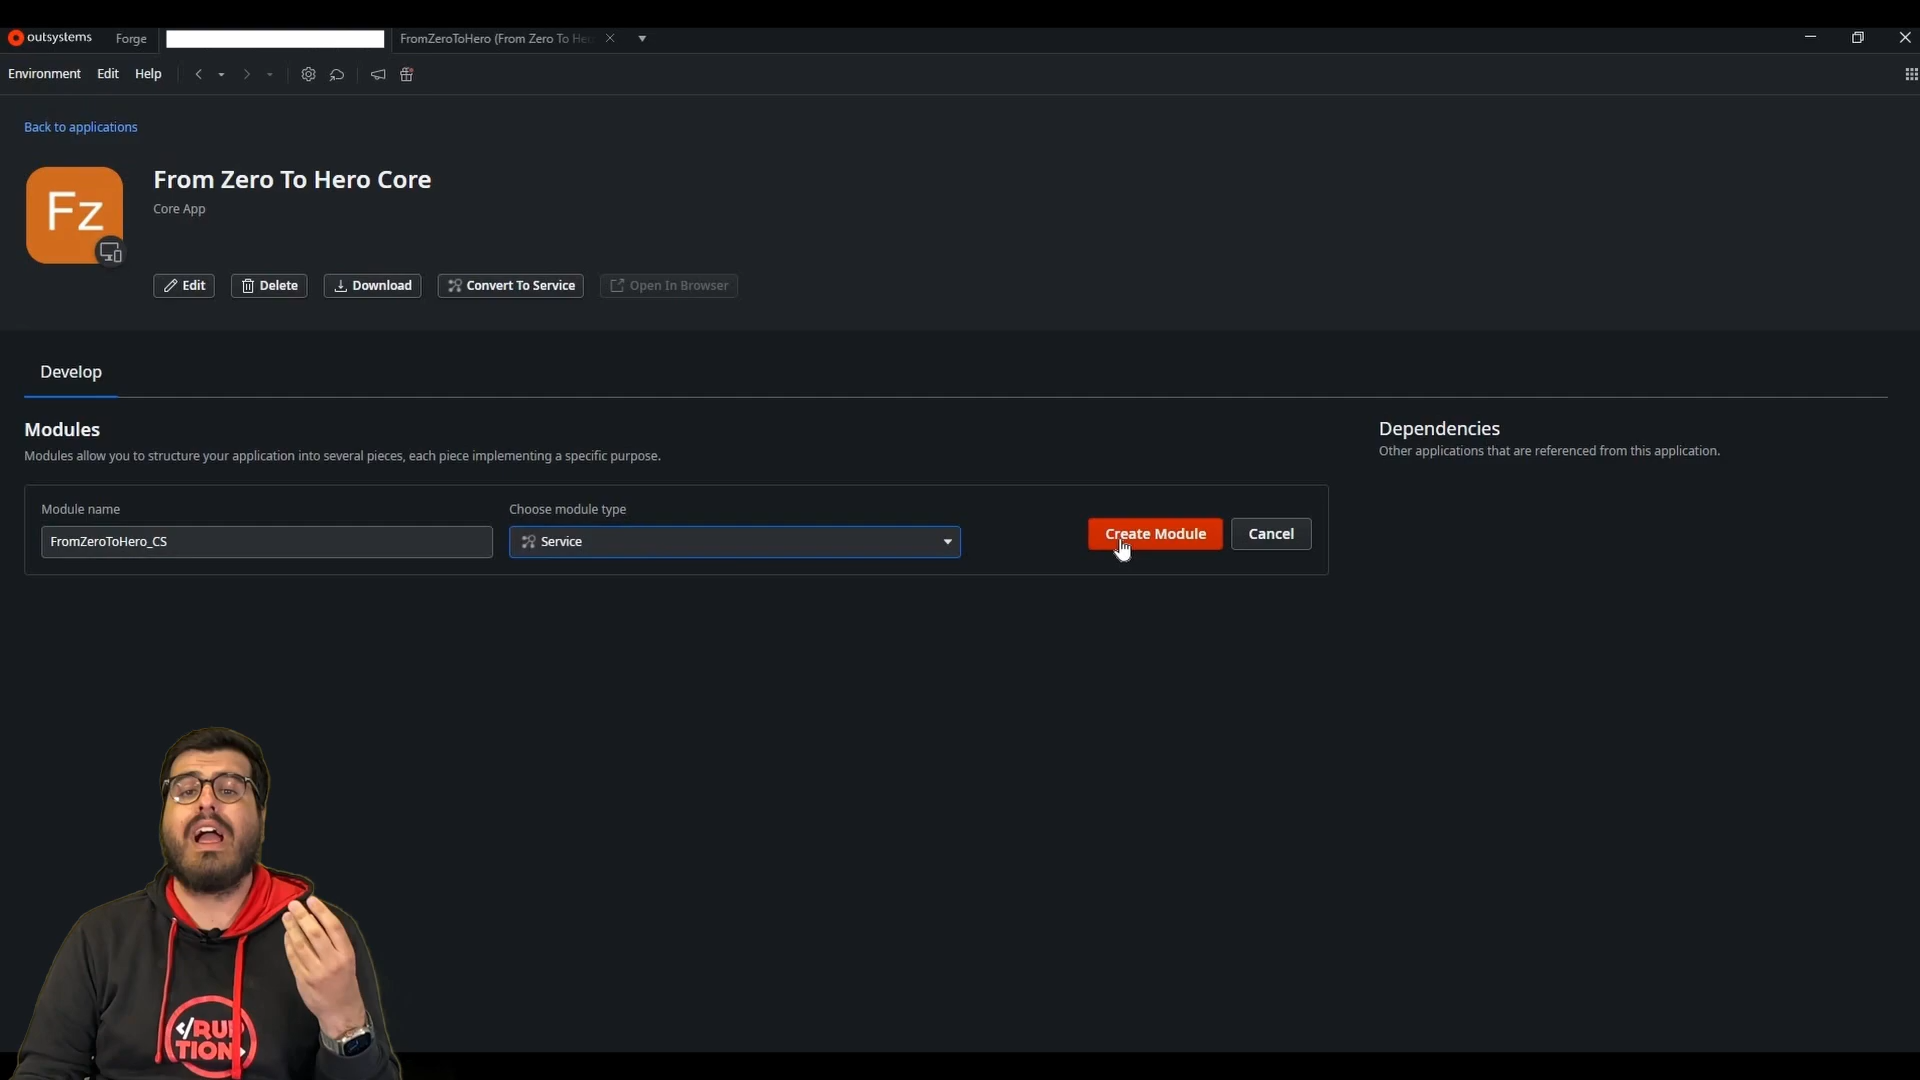 outsystems
Forge
FromZeroToHero (From Zero To He
Environment Edit Help
Back to applications
Fz
From Zero To Hero Core
Core App
Edit
Delete
Download
Convert To Service
Open In Browser
Develop
Modules
Modules allow you to structure your application into several pieces, each piece implementing a specific purpose.
Dependencies
Other applications that are referenced from this application.
Module name
FromZeroToHero_CS
Choose module type
Service
Create Module
Cancel
</RUP
TION>